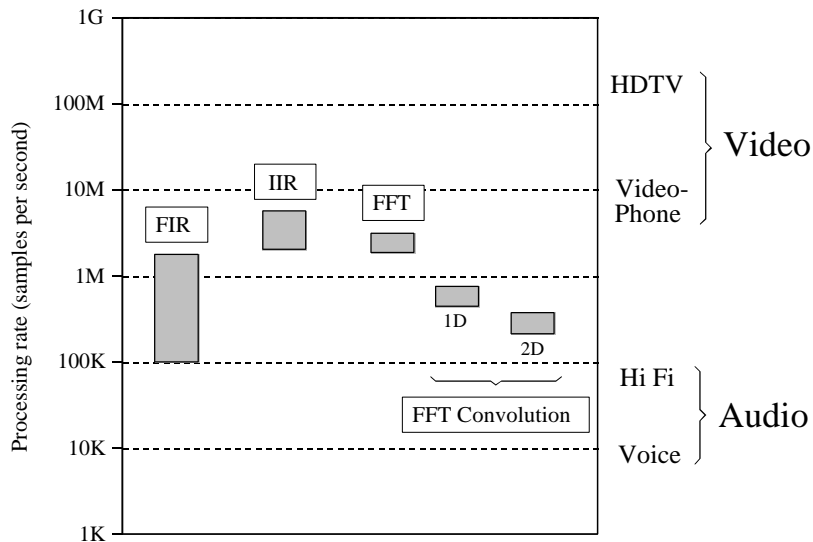 Processing rate (samples per second)
1G
100M
10M
1M
100K
10K
1K
FIR
IIR
FFT
1D
2D
FFT Convolution
HDTV
Video-
Phone
Video
Hi Fi
Voice
Audio